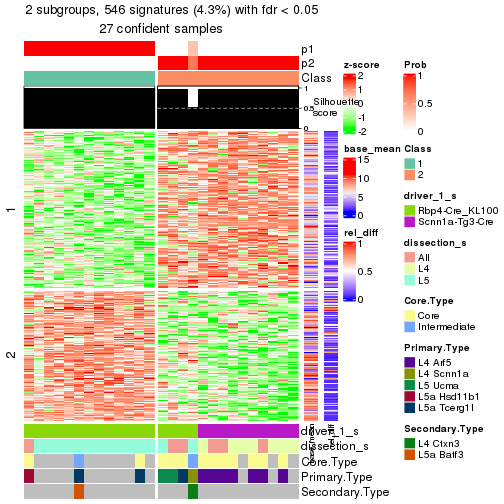 2 subgroups, 546 signatures (4.3%) with fdr < 0.05
27 confident samples
p1
p2
Class
1
0.5
0
Silhouette
score
1
2
driver_1_s
dissection_s
Core.Type
Primary.Type
Secondary.Type
base_mean
rel_diff
z-score
2
1
0
-1
-2
base_mean
15
10
5
0
rel_diff
1
0.5
0
Prob
1
0.5
0
Class
1
2
driver_1_s
Rbp4-Cre_KL100
Scnn1a-Tg3-Cre
dissection_s
All
L4
L5
Core.Type
Core
Intermediate
Primary.Type
L4 Arf5
L4 Scnn1a
L5 Ucma
L5a Hsd11b1
L5a Tcerg1l
Secondary.Type
L4 Ctxn3
L5a Batf3